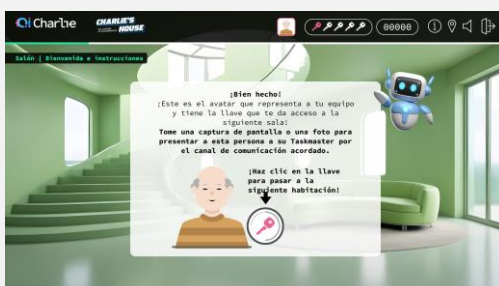 Charlie
CHARLIE'S
HOUSE
00000
Salón | Bienvenida e instrucciones
¡Bien hecho!
¡Este es el avatar que representa a tu equipo
y tiene la llave que te da acceso a la
siguiente sala!
Tome una captura de pantalla o una foto para
presentar a esta persona a su Taskmaster por
el canal de comunicación acordado.
¡Haz clic en la llave
para pasar a la
siguiente habitación!